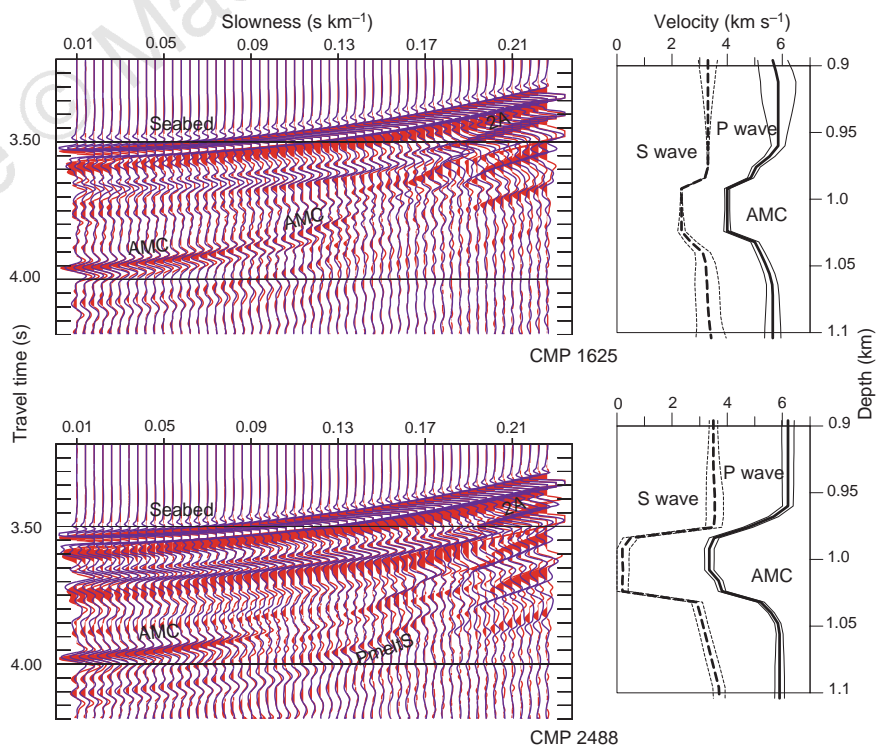 Slowness (s km⁻¹)
0.01 0.05 0.09 0.13 0.17 0.21
Seabed
2A
AMC
AMC
3.50
4.00
Velocity (km s⁻¹)
0 2 4 6
S wave
P wave
AMC
0.9
0.95
1.0
1.05
1.1
CMP 1625
Travel time (s)
Depth (km)
0.01 0.05 0.09 0.13 0.17 0.21
Seabed
2A
AMC
PmeltS
3.50
4.00
0 2 4 6
S wave
P wave
AMC
0.9
0.95
1.0
1.05
1.1
CMP 2488